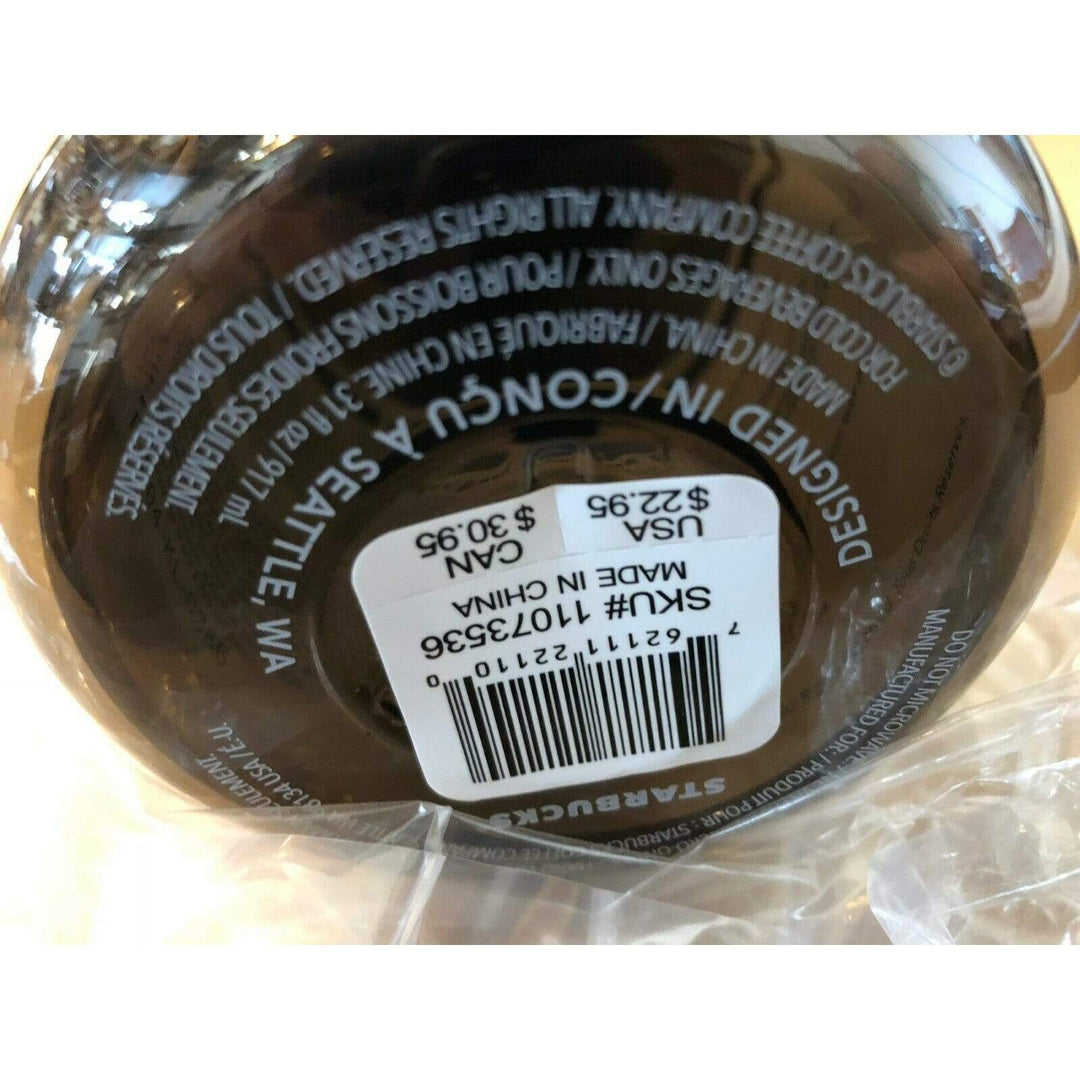 © STARBUCKS COFFEE COMPANY. ALL RIGHTS RESERVED. / TOUS DROITS RÉSERVÉS.
FOR COLD BEVERAGES ONLY. / POUR BOISSONS FROIDES SEULEMENT.
MADE IN CHINA. / FABRIQUÉ EN CHINE. 31 fl oz / 917 mL
DESIGNED IN / CONÇU À SEATTLE, WA
STARBUCKS
7 62111 22110 0
SKU# 11073536
MADE IN CHINA
USA CAN
$ 22.95 $ 30.95
DO NOT MICROWAVE.
MANUFACTURED FOR: / PRODUIT POUR : STARBUCKS
USA / É.-U.